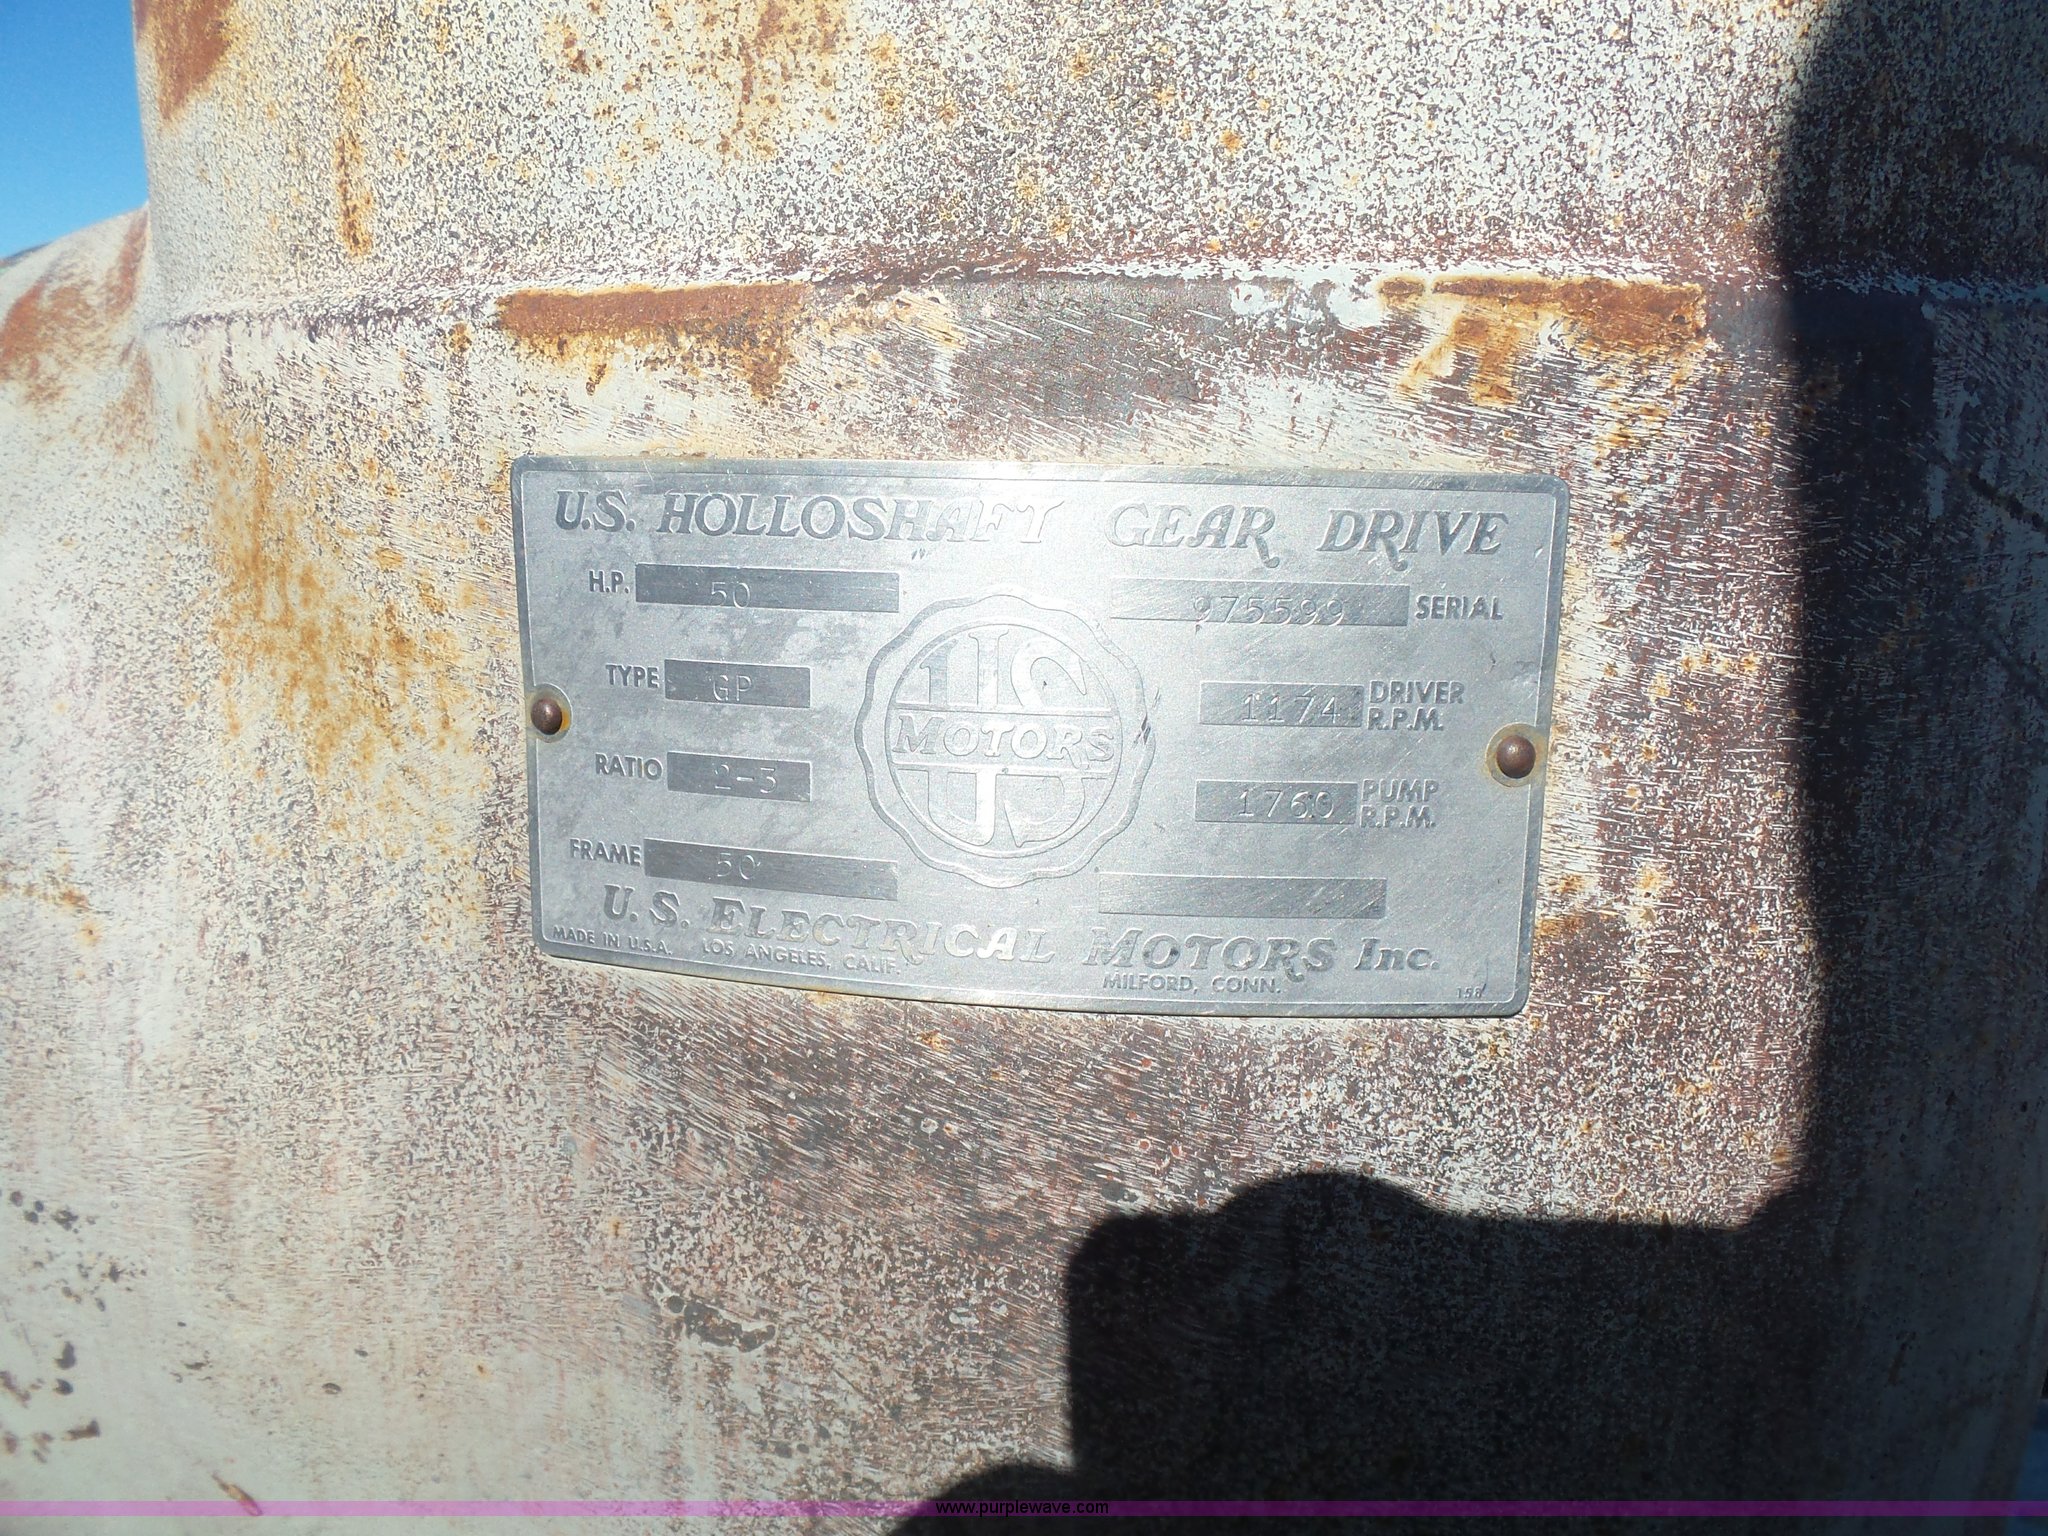 U.S. HOLLOSHAFT GEAR DRIVE
H.P. 50
975599 SERIAL
TYPE GP
1174 DRIVER R.P.M.
US MOTORS
RATIO 2-3
1760 PUMP R.P.M.
FRAME 50
U.S. ELECTRICAL MOTORS Inc.
MADE IN U.S.A. LOS ANGELES, CALIF. MILFORD, CONN.
www.purplewave.com